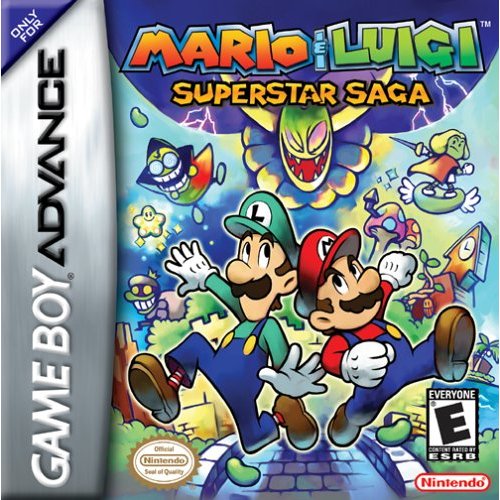 ONLY
FOR
GAME BOY ADVANCE
MARIO & LUIGI
TM
SUPERSTAR SAGA
L
M
Official
Nintendo
Seal of Quality
EVERYONE
E
CONTENT RATED BY
ESRB
Nintendo